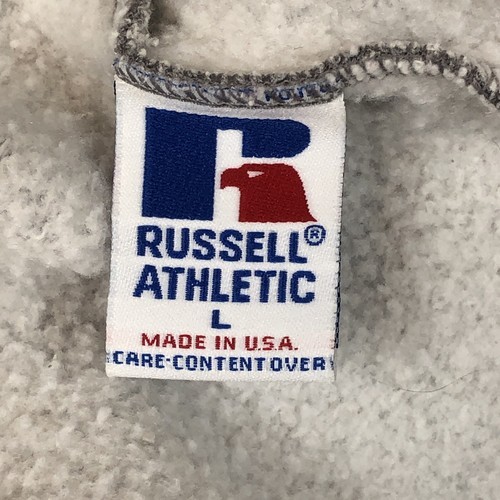 R
RUSSELL®
ATHLETIC
L
MADE IN U.S.A.
CARE-CONTENT OVER